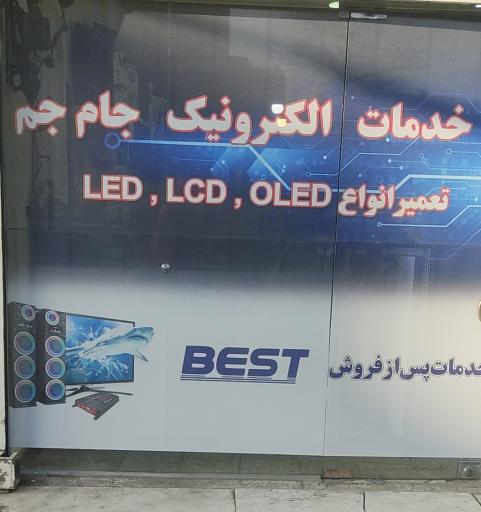 خدمات الکترونیک جام جم
تعمیر انواع LED , LCD , OLED
خدمات پس از فروش BEST